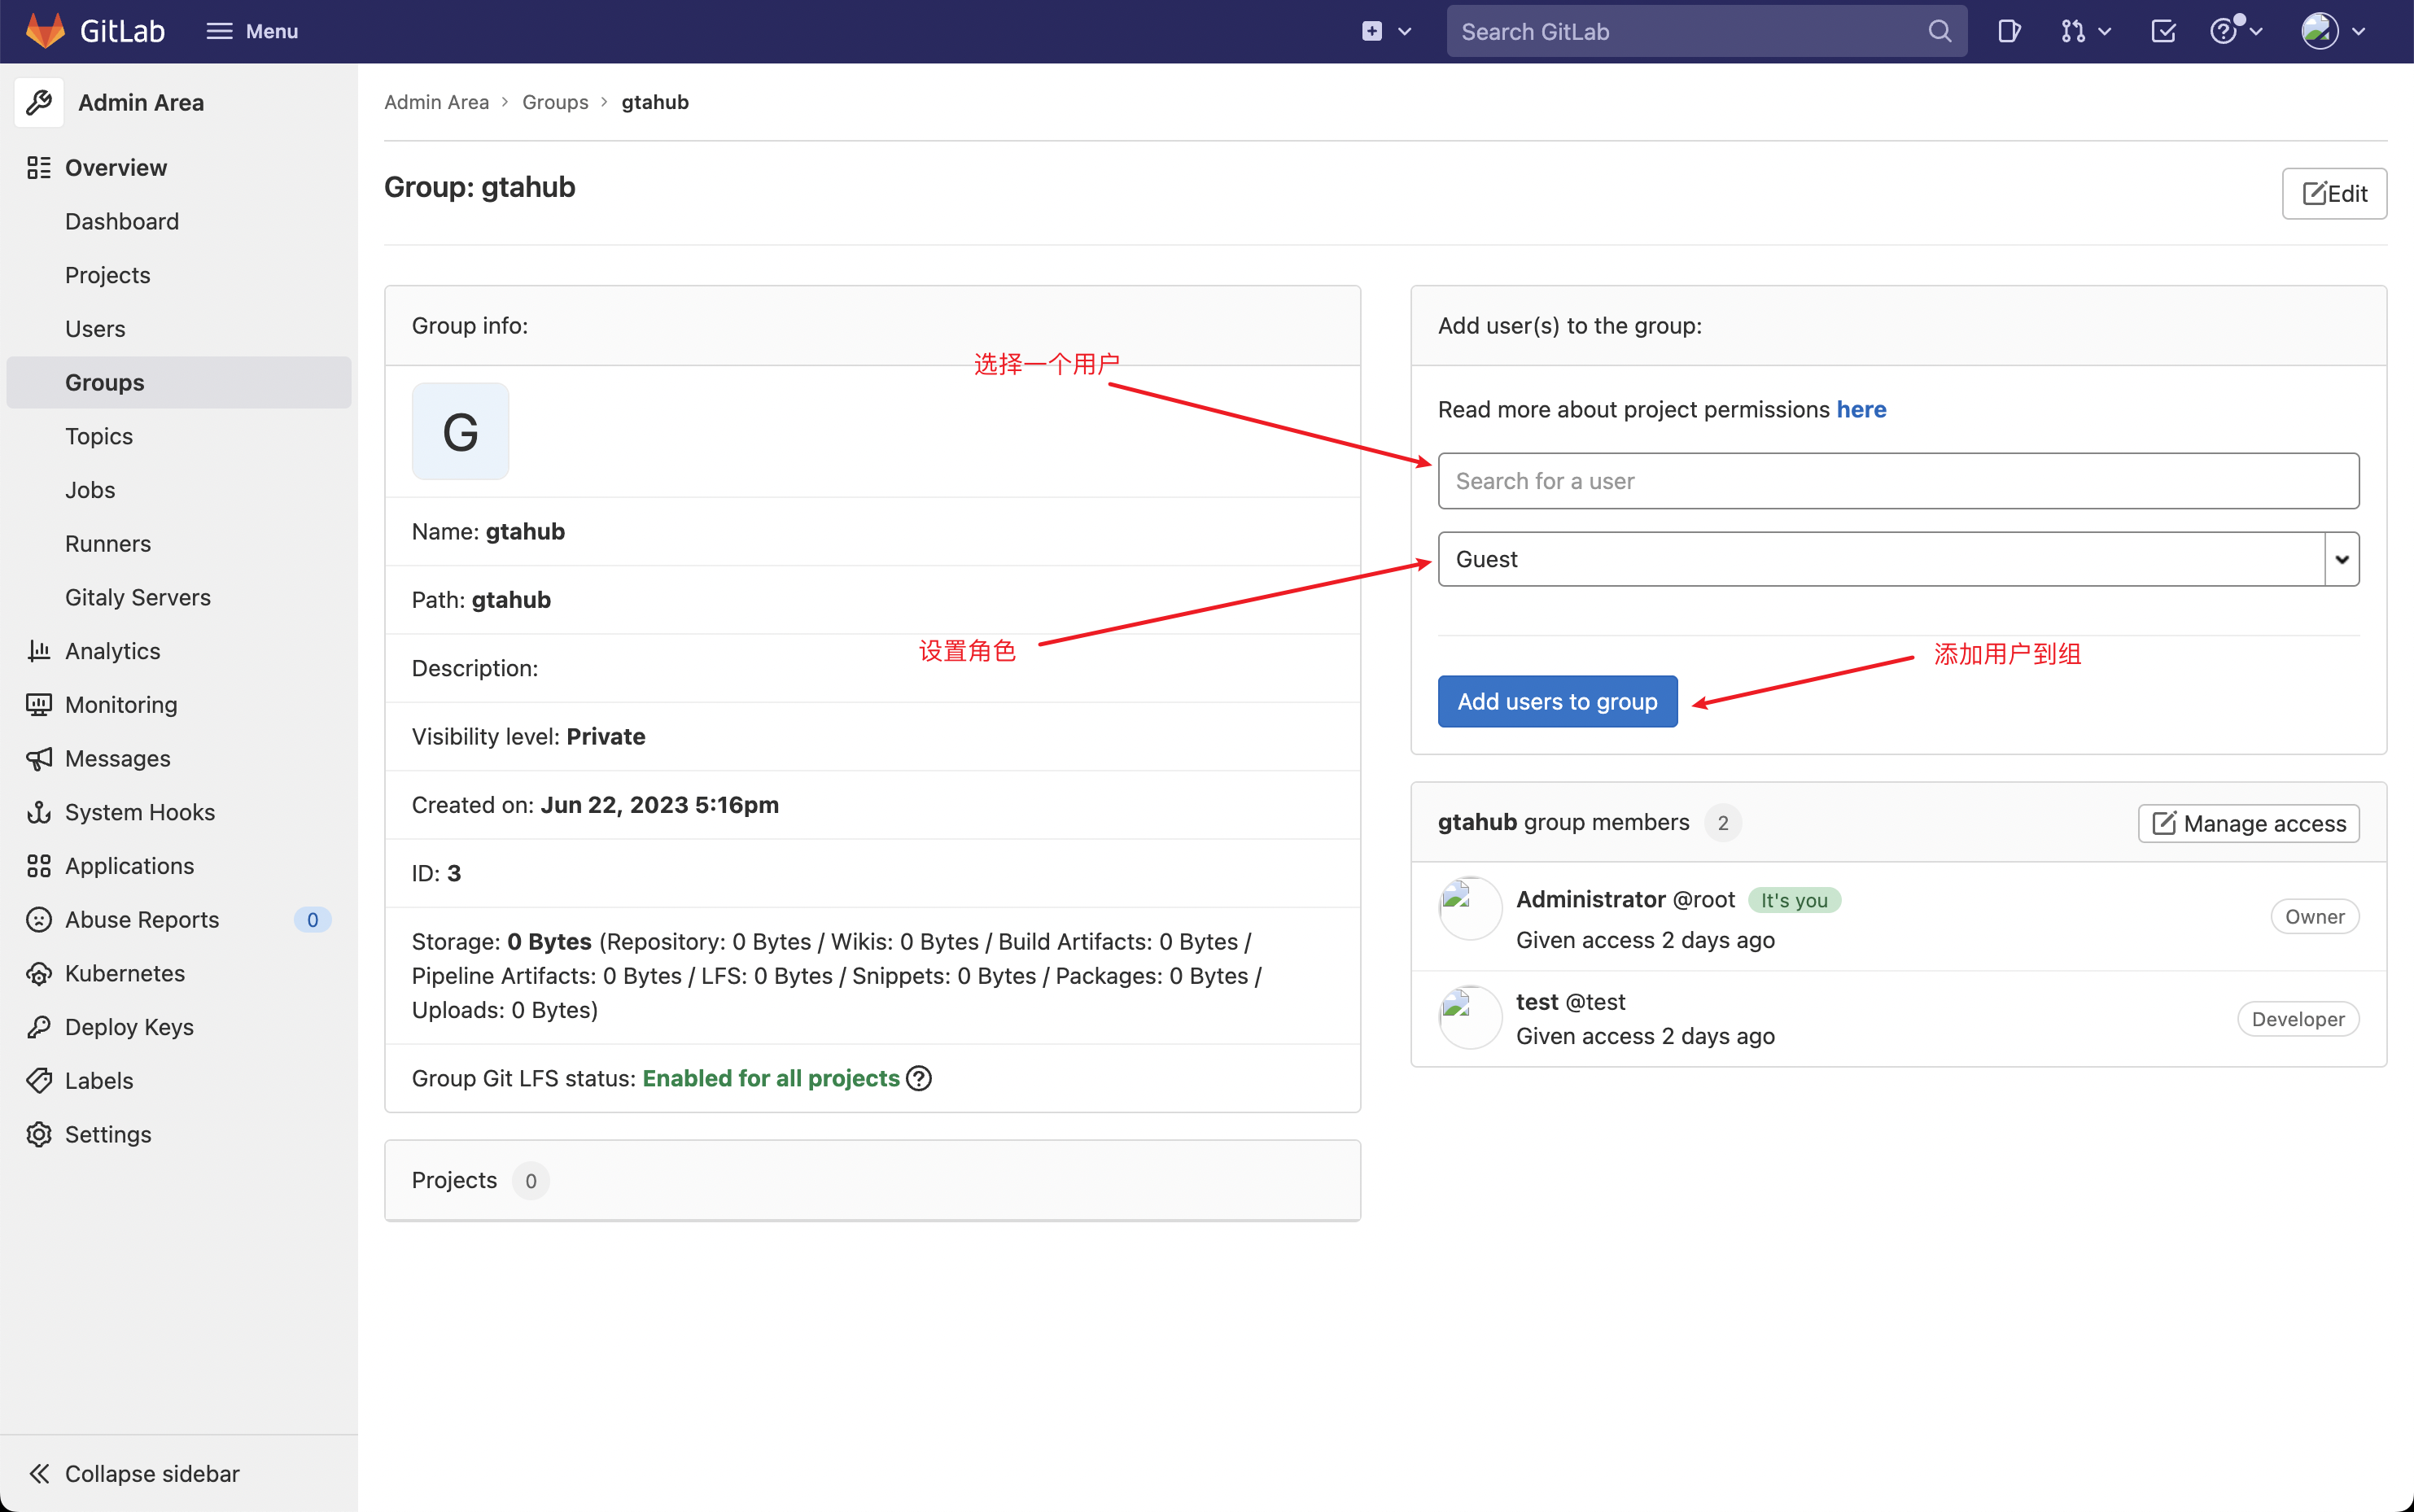 GitLab
Menu
Search GitLab
Admin Area
Overview
Dashboard
Projects
Users
Groups
Topics
Jobs
Runners
Gitaly Servers
Analytics
Monitoring
Messages
System Hooks
Applications
Abuse Reports 0
Kubernetes
Deploy Keys
Labels
Settings
Collapse sidebar
Admin Area > Groups > gtahub
Group: gtahub
Edit
Group info:
G
Name: gtahub
Path: gtahub
Description:
Visibility level: Private
Created on: Jun 22, 2023 5:16pm
ID: 3
Storage: 0 Bytes (Repository: 0 Bytes / Wikis: 0 Bytes / Build Artifacts: 0 Bytes /
Pipeline Artifacts: 0 Bytes / LFS: 0 Bytes / Snippets: 0 Bytes / Packages: 0 Bytes /
Uploads: 0 Bytes)
Group Git LFS status: Enabled for all projects
Projects 0
选择一个用户
设置角色
Add user(s) to the group:
Read more about project permissions here
Search for a user
Guest
添加用户到组
Add users to group
gtahub group members 2
Manage access
Administrator @root It's you
Given access 2 days ago
Owner
test @test
Given access 2 days ago
Developer